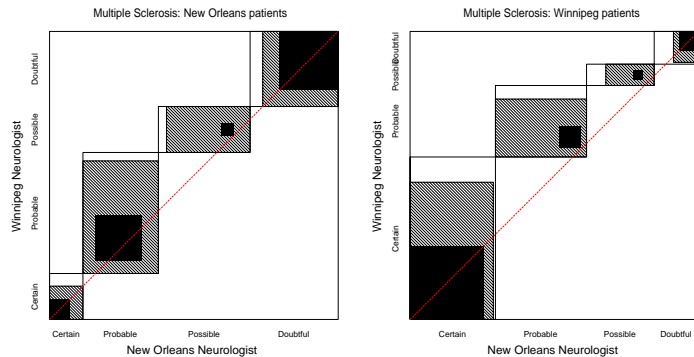 Multiple Sclerosis: New Orleans patients
Winnipeg Neurologist
Doubtful
Possible
Probable
Certain
Certain Probable Possible Doubtful
New Orleans Neurologist
Multiple Sclerosis: Winnipeg patients
Winnipeg Neurologist
Doubtful
Possible
Probable
Certain
Certain Probable Possible Doubtful
New Orleans Neurologist